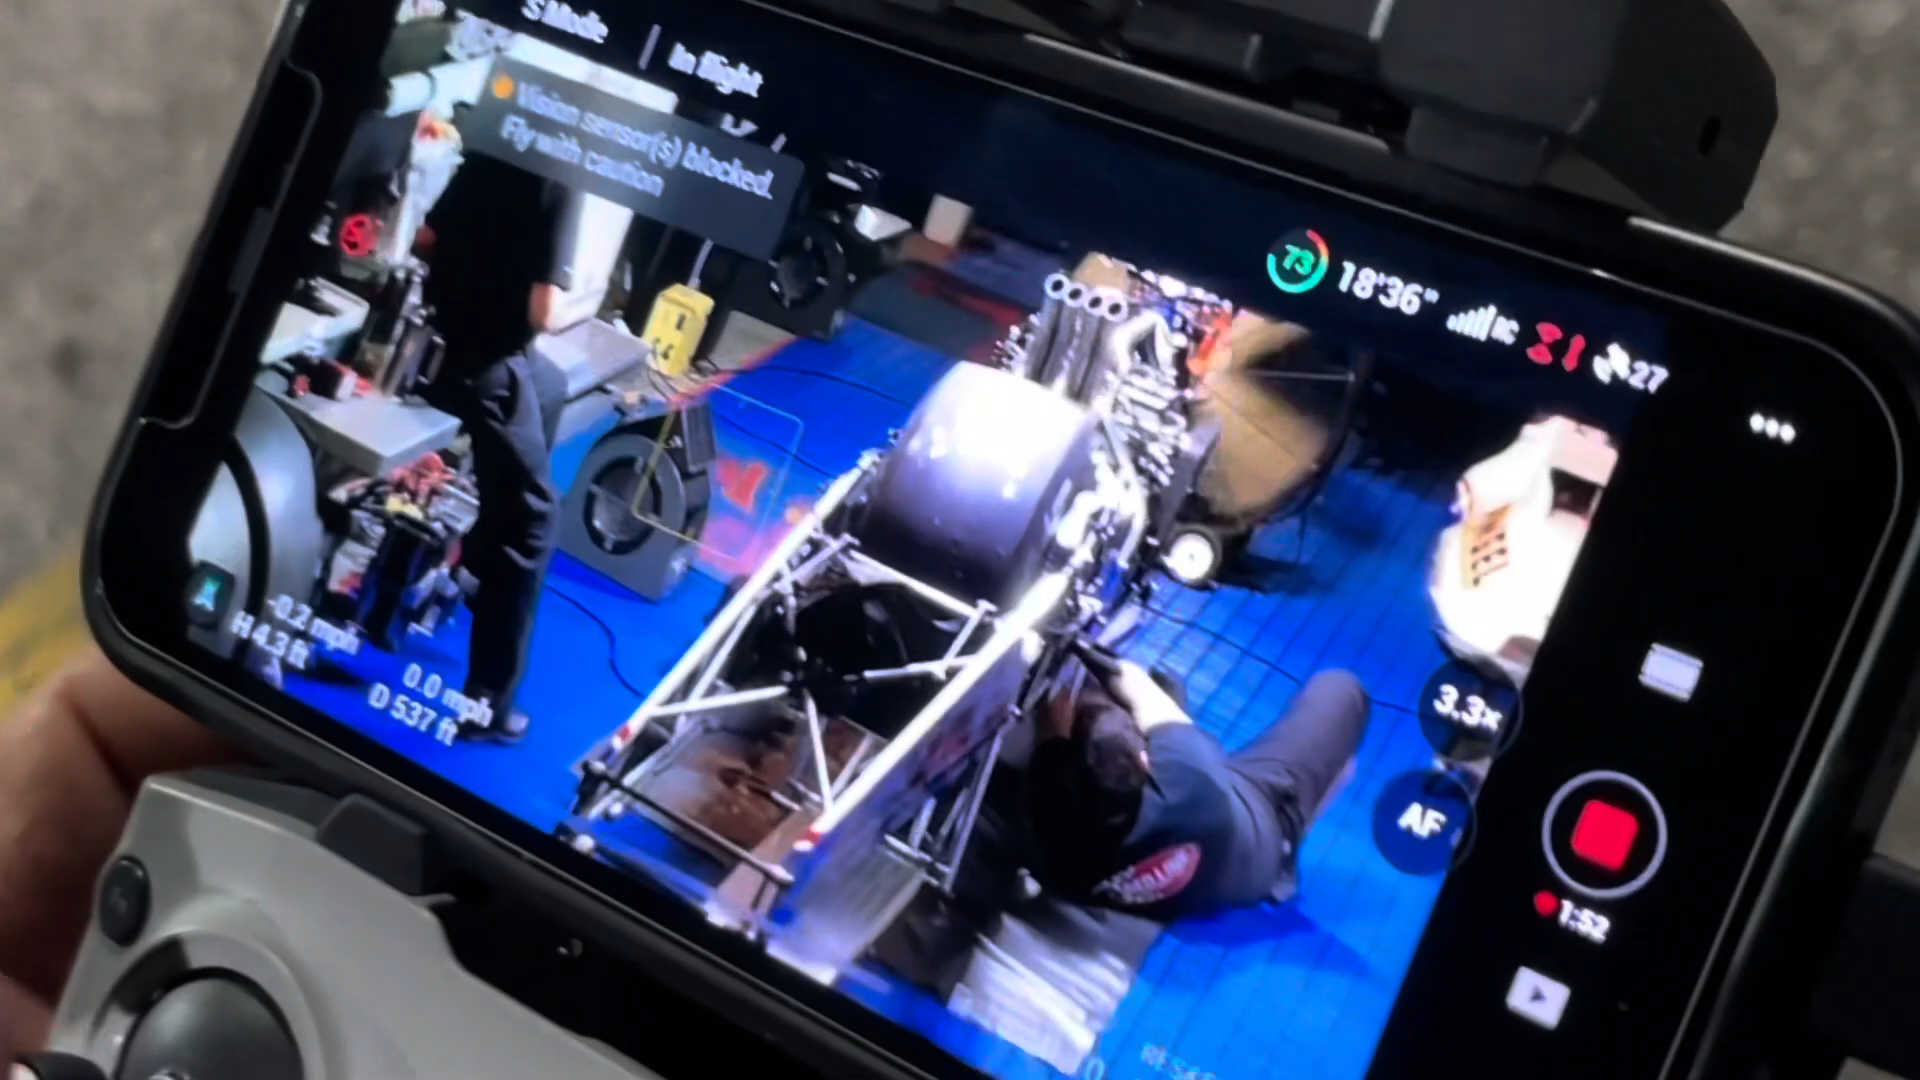 S Mode
In flight
Vision sensor(s) blocked.
Fly with caution
73
18'36"
RC
27
-0.2 mph
H 4.3 ft
0.0 mph
D 537 ft
3.3x
AF
1:52